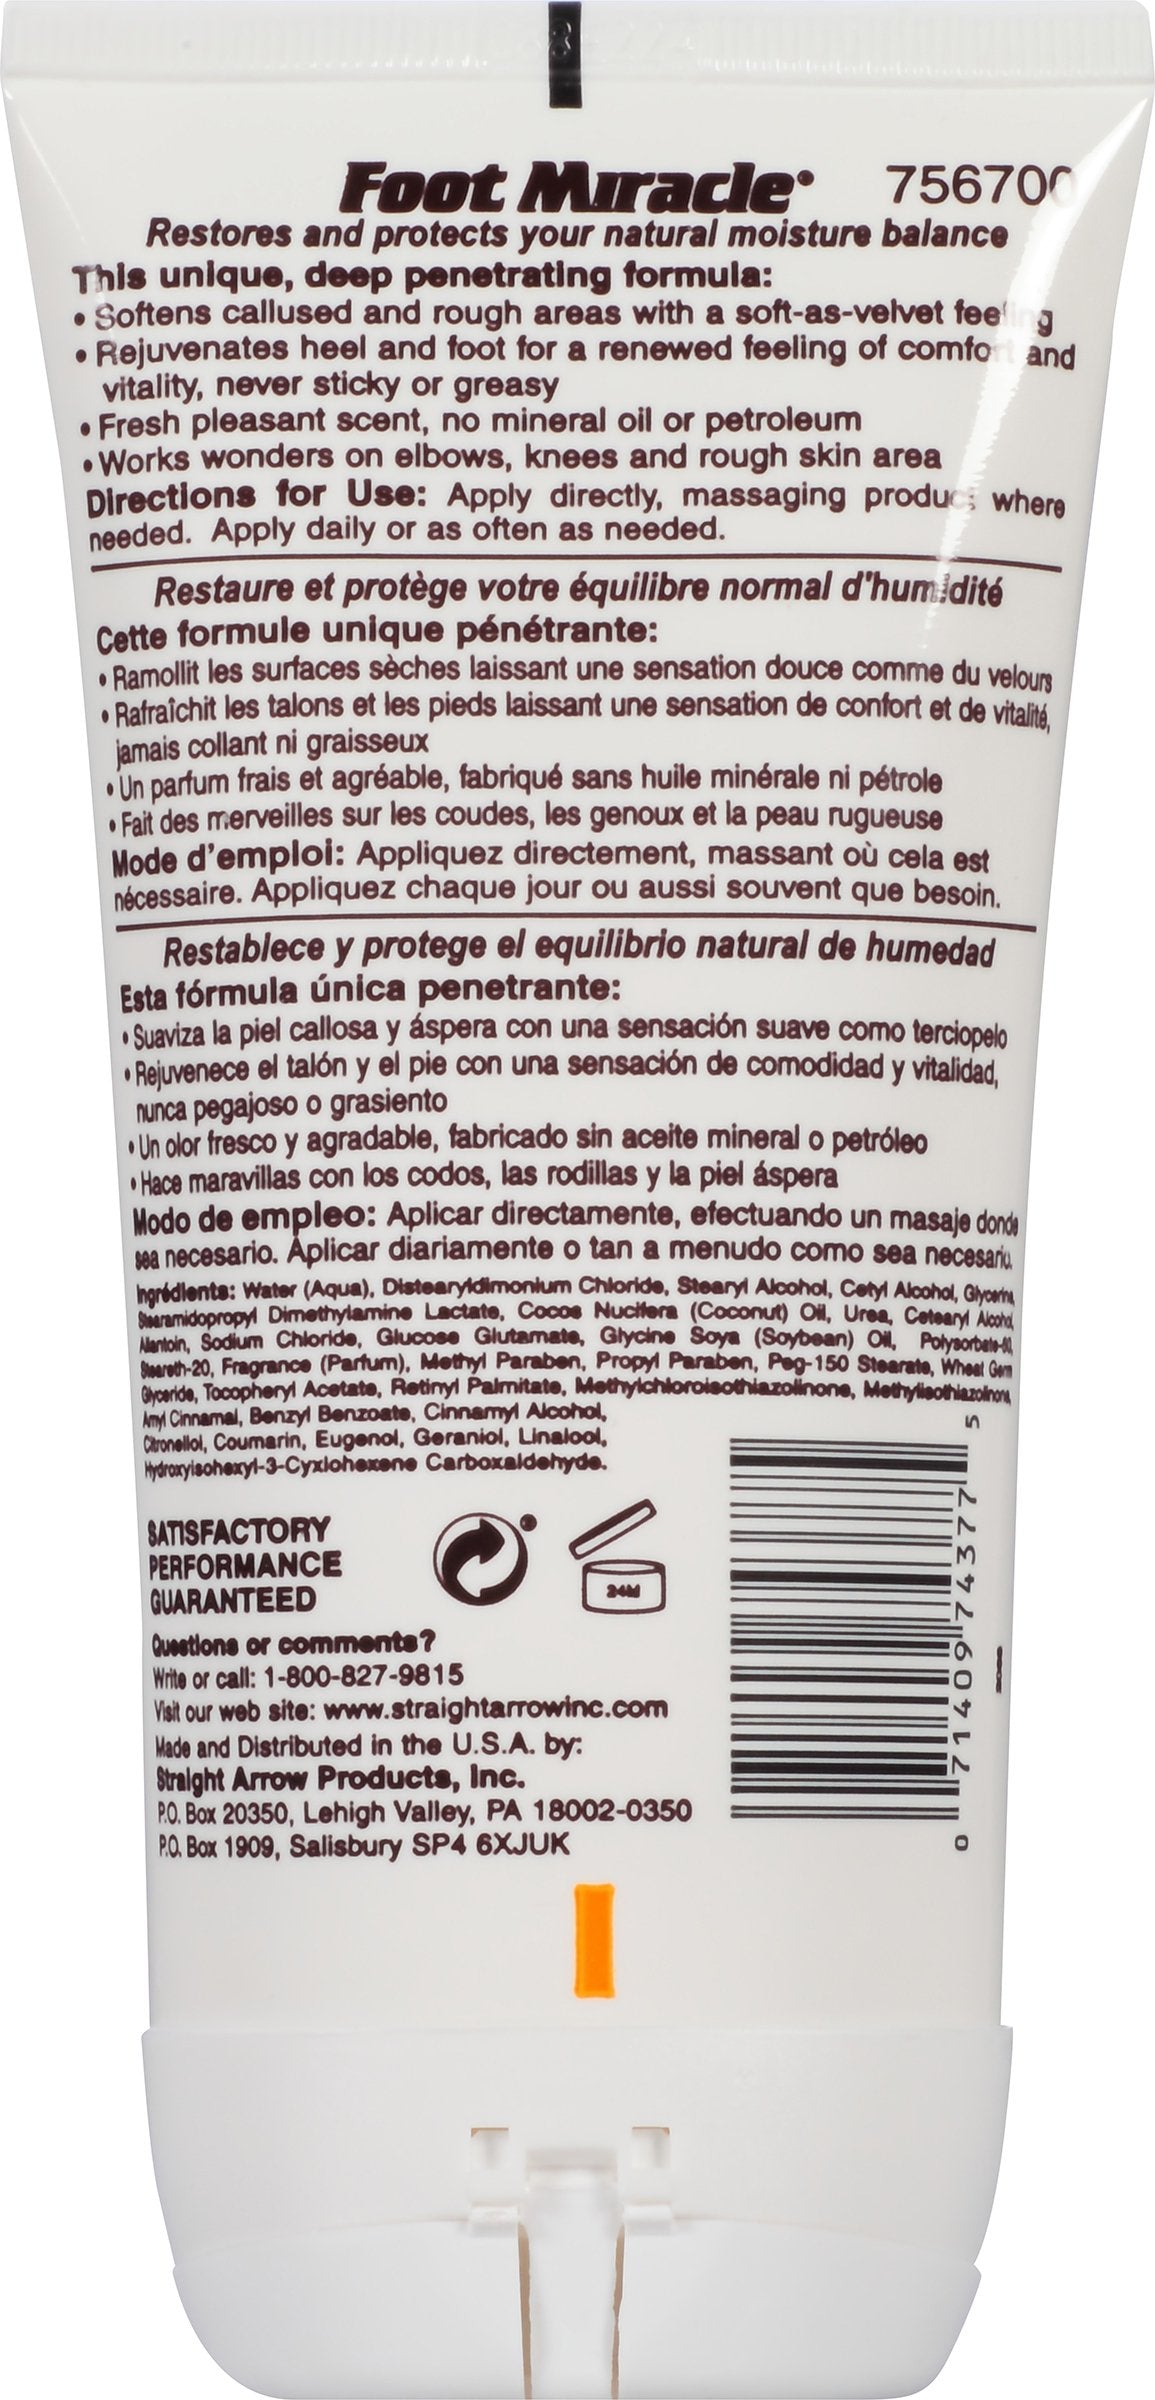 Foot Miracle® 756700
Restores and protects your natural moisture balance
This unique, deep penetrating formula:
• Softens callused and rough areas with a soft-as-velvet feeling
• Rejuvenates heel and foot for a renewed feeling of comfort and
vitality, never sticky or greasy
• Fresh pleasant scent, no mineral oil or petroleum
• Works wonders on elbows, knees and rough skin area
Directions for Use: Apply directly, massaging product where
needed. Apply daily or as often as needed.
Restaure et protège votre équilibre normal d'humidité
Cette formule unique pénétrante:
• Ramollit les surfaces sèches laissant une sensation douce comme du velours
• Rafraîchit les talons et les pieds laissant une sensation de confort et de vitalité,
jamais collant ni graisseux
• Un parfum frais et agréable, fabriqué sans huile minérale ni pétrole
• Fait des merveilles sur les coudes, les genoux et la peau rugueuse
Mode d'emploi: Appliquez directement, massant où cela est
nécessaire. Appliquez chaque jour ou aussi souvent que besoin.
Restablece y protege el equilibrio natural de humedad
Esta fórmula única penetrante:
• Suaviza la piel callosa y áspera con una sensación suave como terciopelo
• Rejuvenece el talón y el pie con una sensación de comodidad y vitalidad,
nunca pegajoso o grasiento
• Un olor fresco y agradable, fabricado sin aceite mineral o petróleo
• Hace maravillas con los codos, las rodillas y la piel áspera
Modo de empleo: Aplicar directamente, efectuando un masaje donde
sea necesario. Aplicar diariamente o tan a menudo como sea necesario.
Ingrédients: Water (Aqua), Distearyldimonium Chloride, Stearyl Alcohol, Cetyl Alcohol, Glycerine,
Stearamidopropyl Dimethylamine Lactate, Cocos Nucifera (Coconut) Oil, Urea, Cetearyl Alcohol,
Allantoin, Sodium Chloride, Glucose Glutamate, Glycine Soya (Soybean) Oil, Polysorbate-60,
Steareth-20, Fragrance (Parfum), Methyl Paraben, Propyl Paraben, Peg-150 Stearate, Wheat Germ
Glyceride, Tocopheryl Acetate, Retinyl Palmitate, Methylchloroisothiazolinone, Methylisothiazolinone,
Amyl Cinnamal, Benzyl Benzoate, Cinnamyl Alcohol,
Citronellol, Coumarin, Eugenol, Geraniol, Linalool,
Hydroxyisohexyl-3-Cyxlohexene Carboxaldehyde.
SATISFACTORY
PERFORMANCE
GUARANTEED
24M
Questions or comments?
Write or call: 1-800-827-9815
Visit our web site: www.straightarrowinc.com
Made and Distributed in the U.S.A. by:
Straight Arrow Products, Inc.
P.O. Box 20350, Lehigh Valley, PA 18002-0350
P.O. Box 1909, Salisbury SP4 6XJUK
0 71409 74377 5